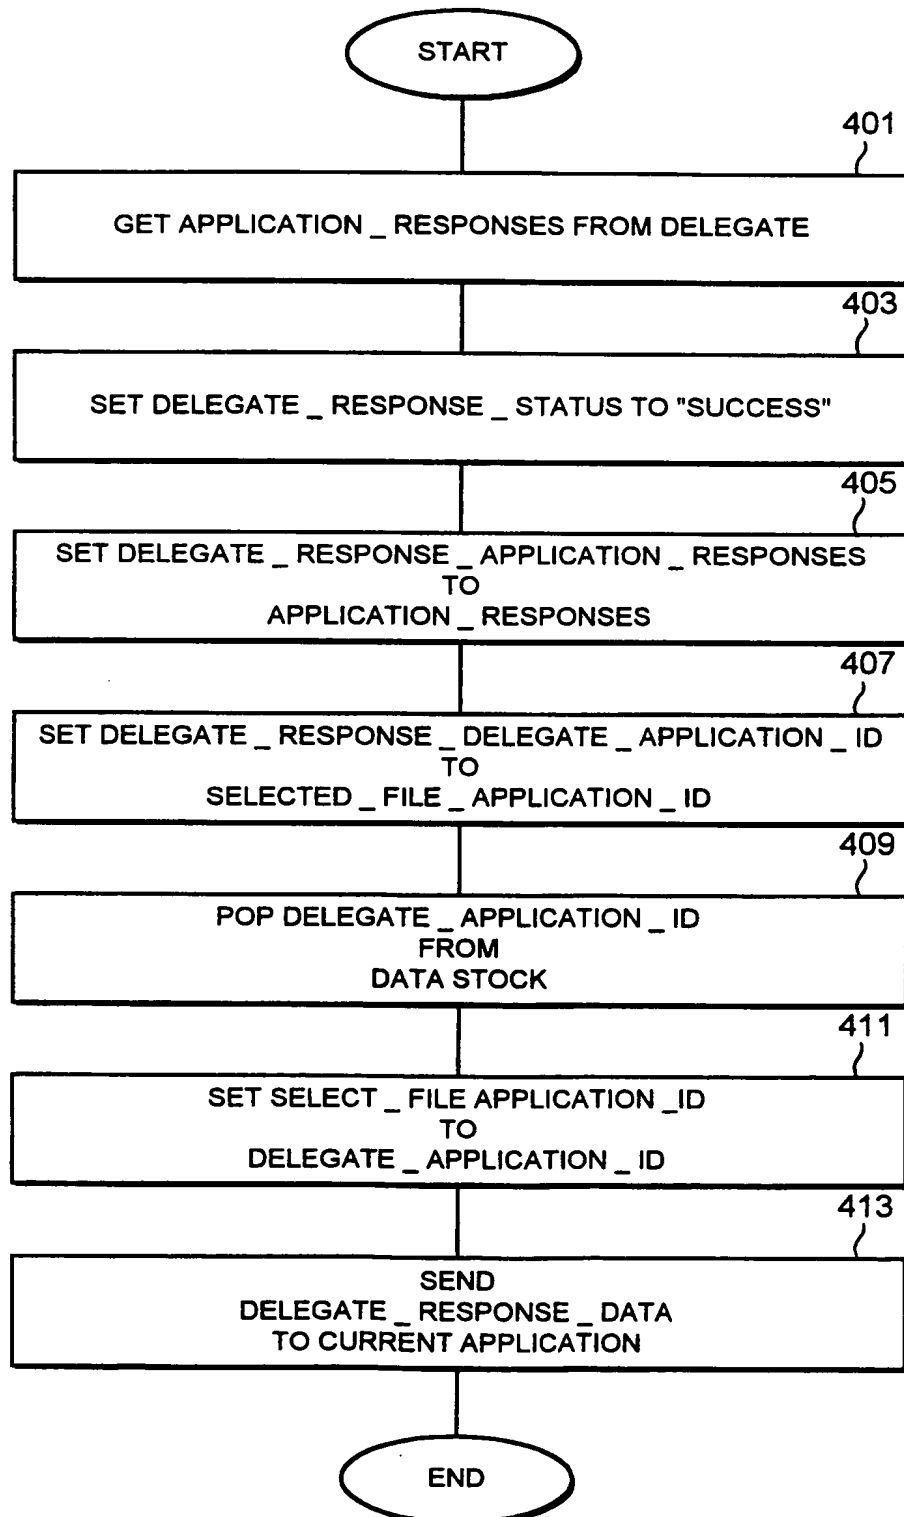 START
401
GET APPLICATION _ RESPONSES FROM DELEGATE
403
SET DELEGATE _ RESPONSE _ STATUS TO "SUCCESS"
405
SET DELEGATE _ RESPONSE _ APPLICATION _ RESPONSES
TO
APPLICATION _ RESPONSES
407
SET DELEGATE _ RESPONSE _ DELEGATE _ APPLICATION _ ID
TO
SELECTED _ FILE _ APPLICATION _ ID
409
POP DELEGATE _ APPLICATION _ ID
FROM
DATA STOCK
411
SET SELECT _ FILE APPLICATION _ID
TO
DELEGATE _ APPLICATION _ ID
413
SEND
DELEGATE _ RESPONSE _ DATA
TO CURRENT APPLICATION
END